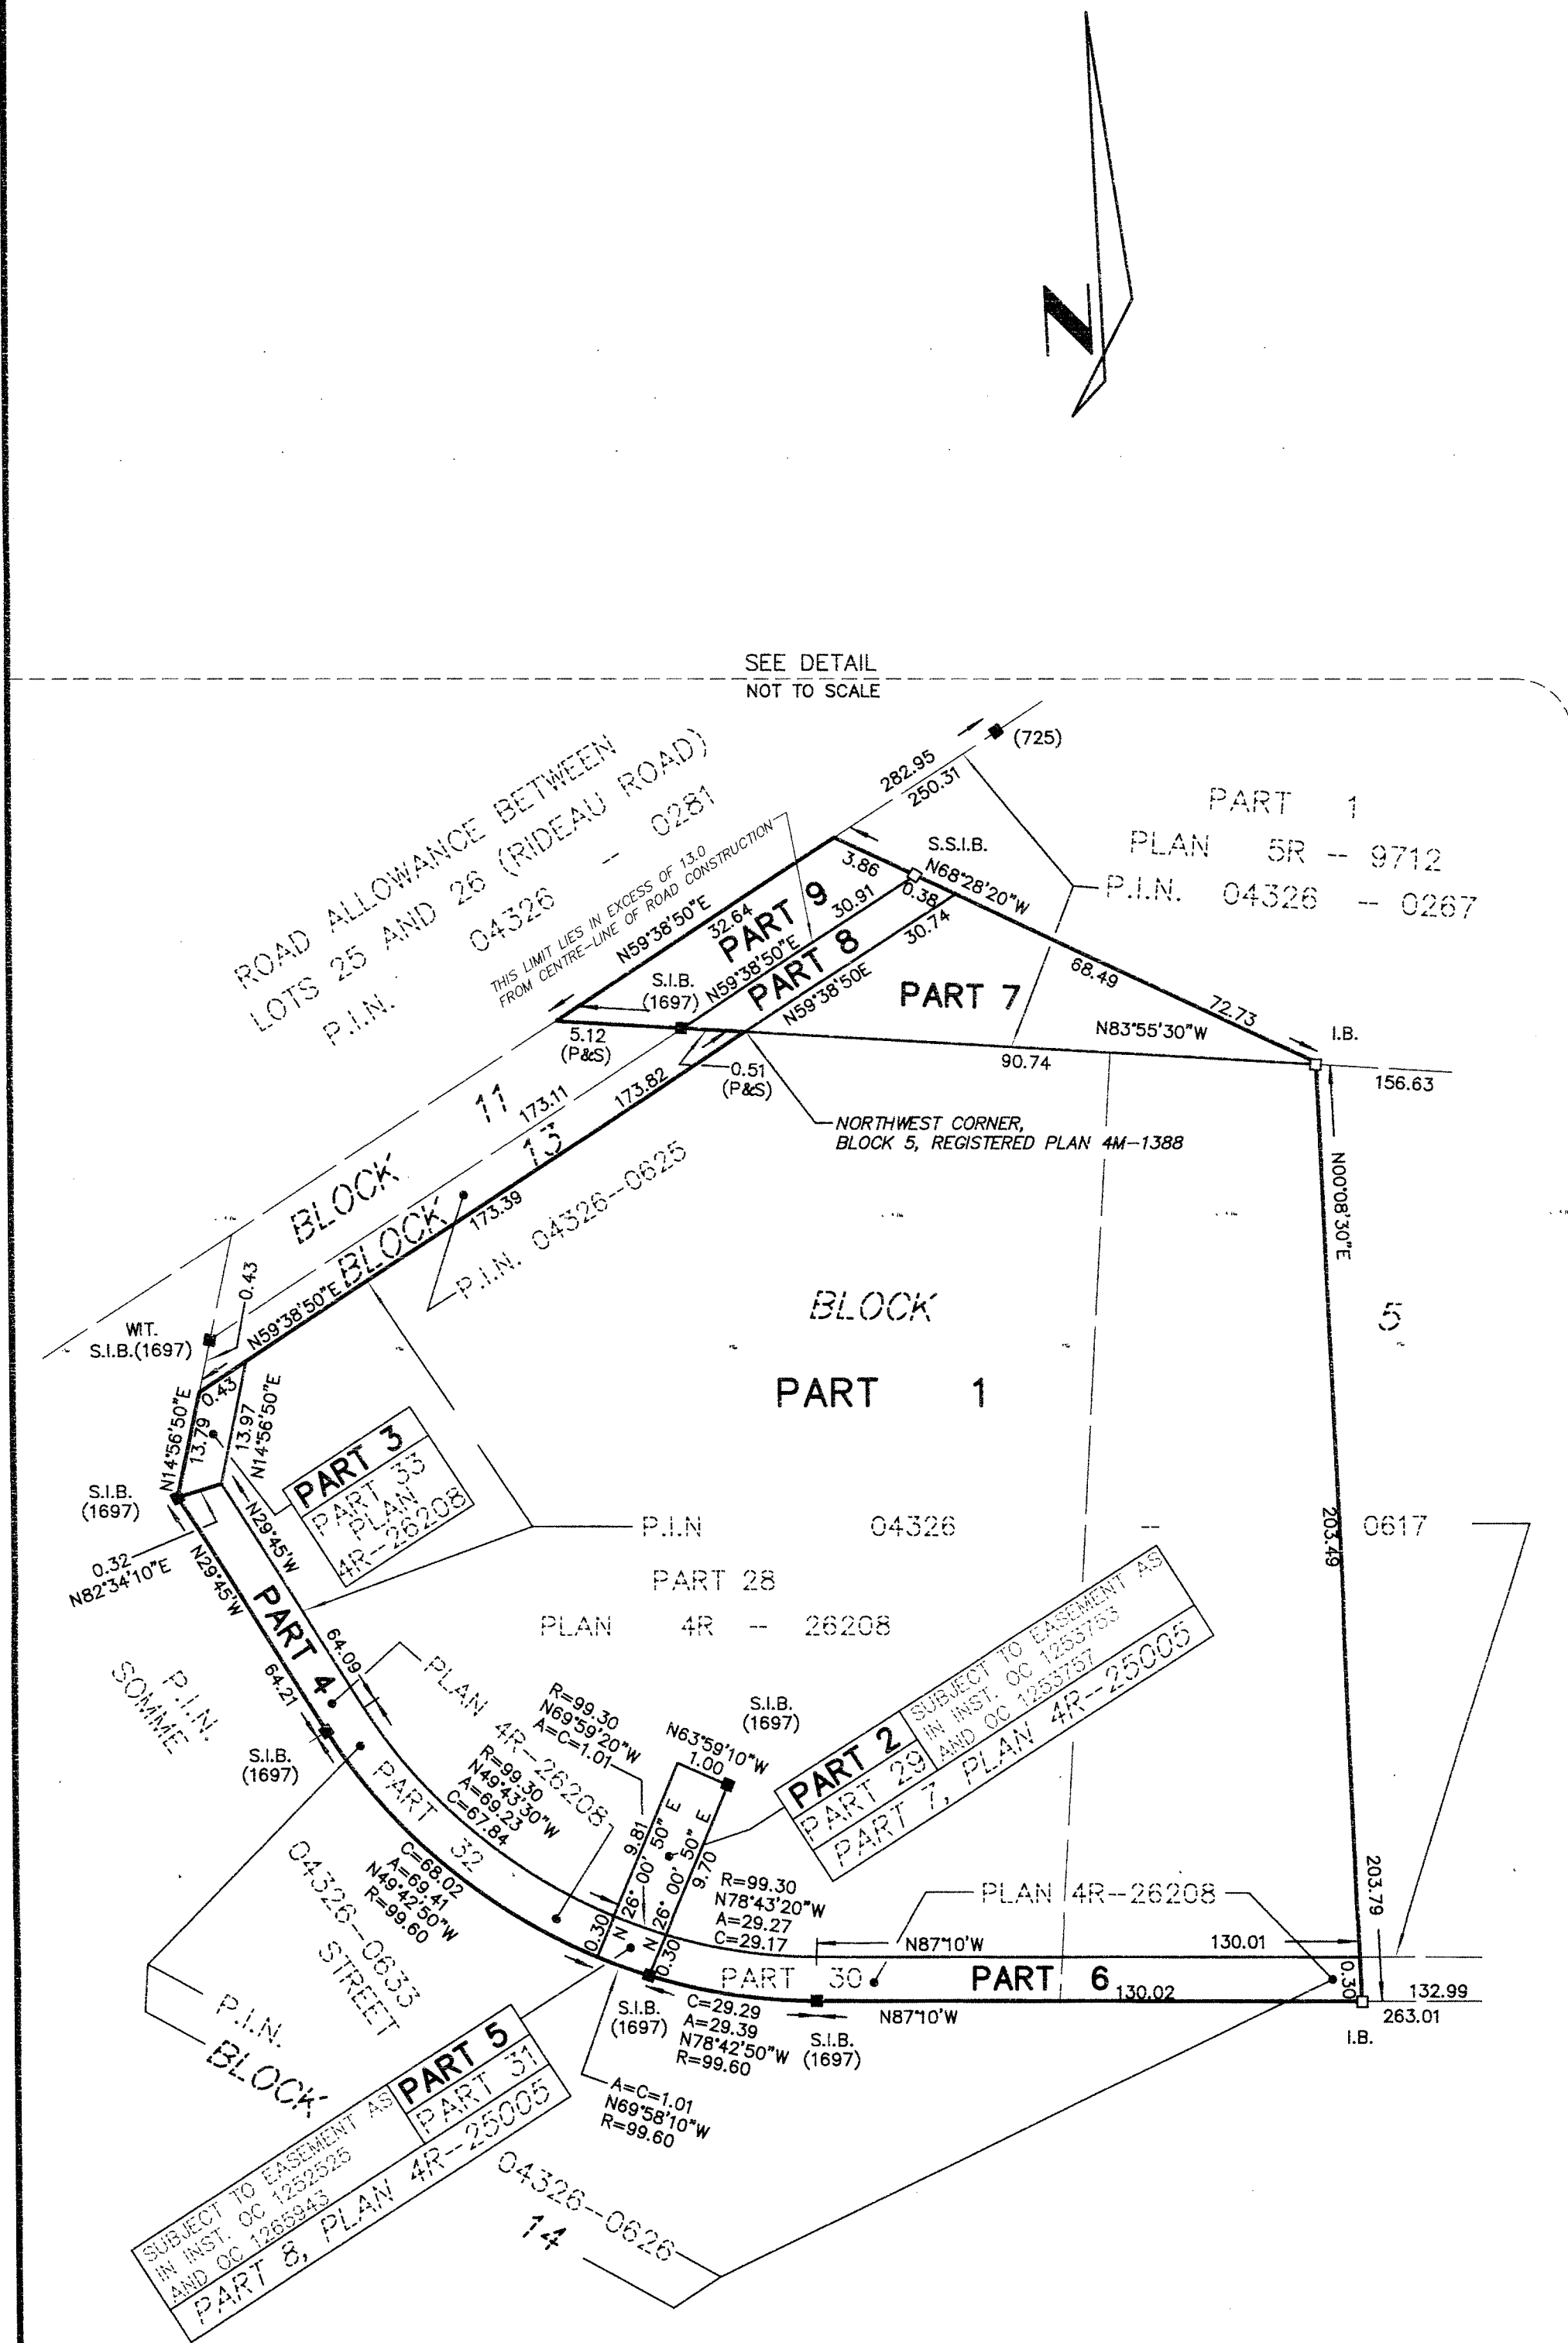 N
SEE DETAIL
NOT TO SCALE
(725)
282.95
250.31
ROAD ALLOWANCE BETWEEN
LOTS 25 AND 26 (RIDEAU ROAD)
P.I.N. 04326 -- 0281
THIS LIMIT LIES IN EXCESS OF 13.0
FROM CENTRE-LINE OF ROAD CONSTRUCTION
PART 1
PLAN 5R -- 9712
P.I.N. 04326 -- 0267
S.S.I.B.
3.86
N68°28'20"W
0.38
N59°38'50"E
32.64
PART 9
30.91
N59°38'50"E
PART 8
30.74
N59°38'50E
S.I.B.
(1697)
PART 7
68.49
72.73
N83°55'30"W
90.74
I.B.
156.63
5.12
(P&S)
0.51
(P&S)
173.82
173.11
NORTHWEST CORNER,
BLOCK 5, REGISTERED PLAN 4M-1388
BLOCK 11
BLOCK 13
173.39
P.I.N. 04326--0625
N59°38'50"E
0.43
WIT.
S.I.B.(1697)
N00°08'30"E
BLOCK 5
PART 1
0.43
N14°56'50"E
13.79
13.97
N14°56'50"E
PART 3
PART 33
PLAN
4R-26208
S.I.B.
(1697)
0.32
N82°34'10"E
N29°45'W
N29°45'W
PART 4
64.09
64.21
P.I.N 04326 -- 0617
PART 28
PLAN 4R -- 26208
203.49
P.I.N.
SOMME
S.I.B.
(1697)
PLAN 4R-26208
R=99.30
N69°59'20"W
A=C=1.01
R=99.30
N49°43'30"W
A=69.23
C=67.84
S.I.B.
(1697)
N63°59'10"W
1.00
PART 2
PART 29
SUBJECT TO EASEMENT AS
IN INST. OC 1253753
AND OC 1253757
PART 7, PLAN 4R--25005
PART 32
9.81
N 26° 00' 50" E
9.70
N 26° 00' 50" E
0.30
0.30
C=68.02
A=69.41
N49°42'50"W
R=99.60
R=99.30
N78°43'20"W
A=29.27
C=29.17
PLAN 4R--26208
203.79
N87°10'W
130.01
04326--0633
STREET
PART 30
PART 6
130.02
0.30
132.99
263.01
N87°10'W
I.B.
S.I.B.
(1697)
C=29.29
A=29.39
N78°42'50"W
R=99.60
S.I.B.
(1697)
P.I.N.
BLOCK
A=C=1.01
N69°58'10"W
R=99.60
PART 5
PART 31
SUBJECT TO EASEMENT AS
IN INST. OC 1252525
AND OC 1265943
PART 8, PLAN 4R--25005
04326--0626
14